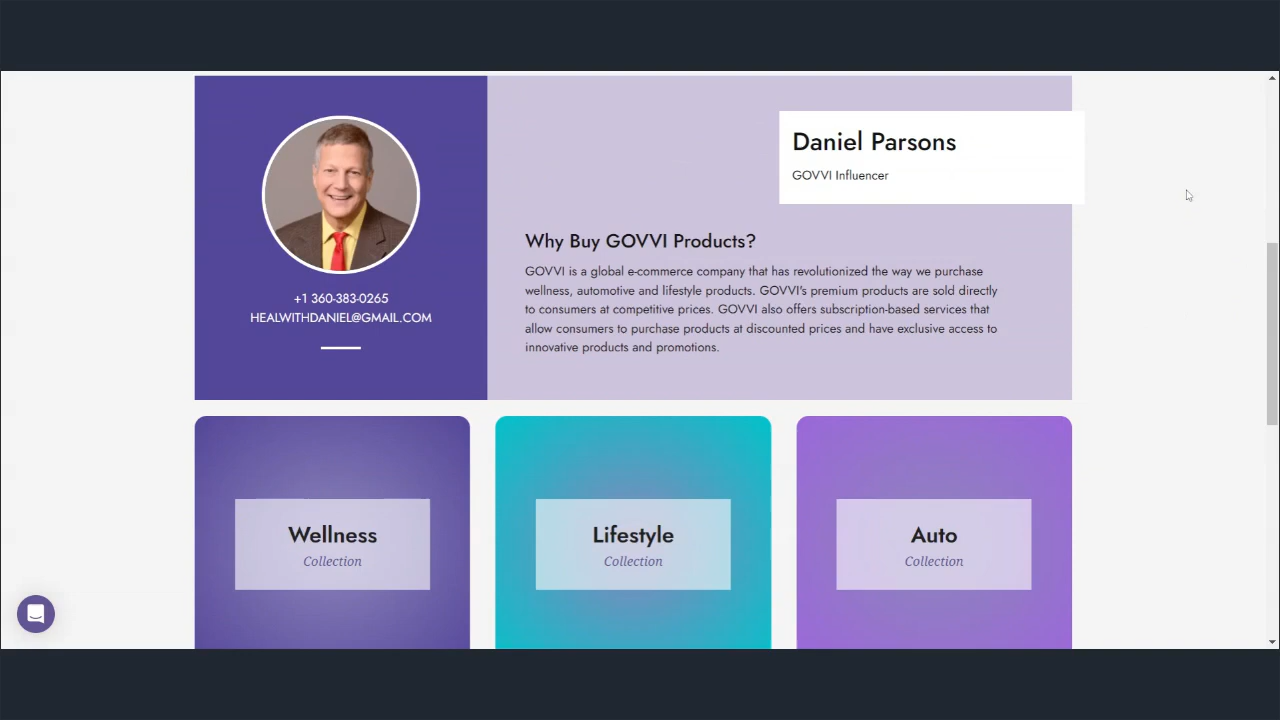 Daniel Parsons
GOVVI Influencer
+1 360-383-0265
HEALWITHDANIEL@GMAIL.COM
Why Buy GOVVI Products?
GOVVI is a global e-commerce company that has revolutionized the way we purchase
wellness, automotive and lifestyle products. GOVVI's premium products are sold directly
to consumers at competitive prices. GOVVI also offers subscription-based services that
allow consumers to purchase products at discounted prices and have exclusive access to
innovative products and promotions.
Wellness
Collection
Lifestyle
Collection
Auto
Collection